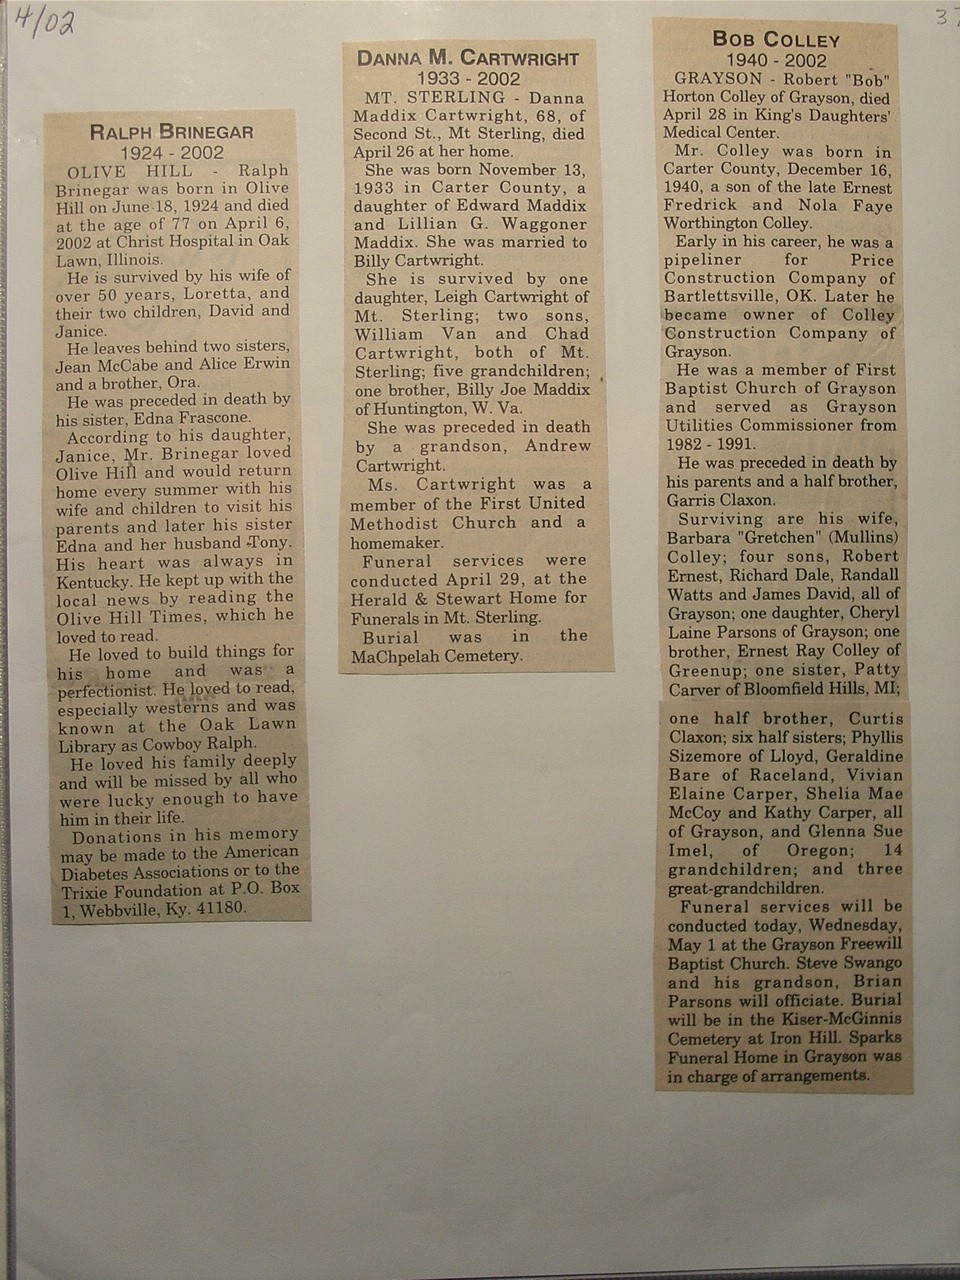 4/02
37
RALPH BRINEGAR
1924 - 2002
OLIVE HILL - Ralph
Brinegar was born in Olive
Hill on June 18, 1924 and died
at the age of 77 on April 6,
2002 at Christ Hospital in Oak
Lawn, Illinois.
He is survived by his wife of
over 50 years, Loretta, and
their two children, David and
Janice.
He leaves behind two sisters,
Jean McCabe and Alice Erwin
and a brother, Ora.
He was preceded in death by
his sister, Edna Frascone.
According to his daughter,
Janice, Mr. Brinegar loved
Olive Hill and would return
home every summer with his
wife and children to visit his
parents and later his sister
Edna and her husband Tony.
His heart was always in
Kentucky. He kept up with the
local news by reading the
Olive Hill Times, which he
loved to read.
He loved to build things for
his home and was a
perfectionist. He loved to read,
especially westerns and was
known at the Oak Lawn
Library as Cowboy Ralph.
He loved his family deeply
and will be missed by all who
were lucky enough to have
him in their life.
Donations in his memory
may be made to the American
Diabetes Associations or to the
Trixie Foundation at P.O. Box
1, Webbville, Ky. 41180.
DANNA M. CARTWRIGHT
1933 - 2002
MT. STERLING - Danna
Maddix Cartwright, 68, of
Second St., Mt Sterling, died
April 26 at her home.
She was born November 13,
1933 in Carter County, a
daughter of Edward Maddix
and Lillian G. Waggoner
Maddix. She was married to
Billy Cartwright.
She is survived by one
daughter, Leigh Cartwright of
Mt. Sterling; two sons,
William Van and Chad
Cartwright, both of Mt.
Sterling; five grandchildren;
one brother, Billy Joe Maddix
of Huntington, W. Va.
She was preceded in death
by a grandson, Andrew
Cartwright.
Ms. Cartwright was a
member of the First United
Methodist Church and a
homemaker.
Funeral services were
conducted April 29, at the
Herald & Stewart Home for
Funerals in Mt. Sterling.
Burial was in the
MaChpelah Cemetery.
BOB COLLEY
1940 - 2002
GRAYSON - Robert "Bob"
Horton Colley of Grayson, died
April 28 in King's Daughters'
Medical Center.
Mr. Colley was born in
Carter County, December 16,
1940, a son of the late Ernest
Fredrick and Nola Faye
Worthington Colley.
Early in his career, he was a
pipeliner for Price
Construction Company of
Bartlettsville, OK. Later he
became owner of Colley
Construction Company of
Grayson.
He was a member of First
Baptist Church of Grayson
and served as Grayson
Utilities Commissioner from
1982 - 1991.
He was preceded in death by
his parents and a half brother,
Garris Claxon.
Surviving are his wife,
Barbara "Gretchen" (Mullins)
Colley; four sons, Robert
Ernest, Richard Dale, Randall
Watts and James David, all of
Grayson; one daughter, Cheryl
Laine Parsons of Grayson; one
brother, Ernest Ray Colley of
Greenup; one sister, Patty
Carver of Bloomfield Hills, MI;
one half brother, Curtis
Claxon; six half sisters; Phyllis
Sizemore of Lloyd, Geraldine
Bare of Raceland, Vivian
Elaine Carper, Shelia Mae
McCoy and Kathy Carper, all
of Grayson, and Glenna Sue
Imel, of Oregon; 14
grandchildren; and three
great-grandchildren.
Funeral services will be
conducted today, Wednesday,
May 1 at the Grayson Freewill
Baptist Church. Steve Swango
and his grandson, Brian
Parsons will officiate. Burial
will be in the Kiser-McGinnis
Cemetery at Iron Hill. Sparks
Funeral Home in Grayson was
in charge of arrangements.